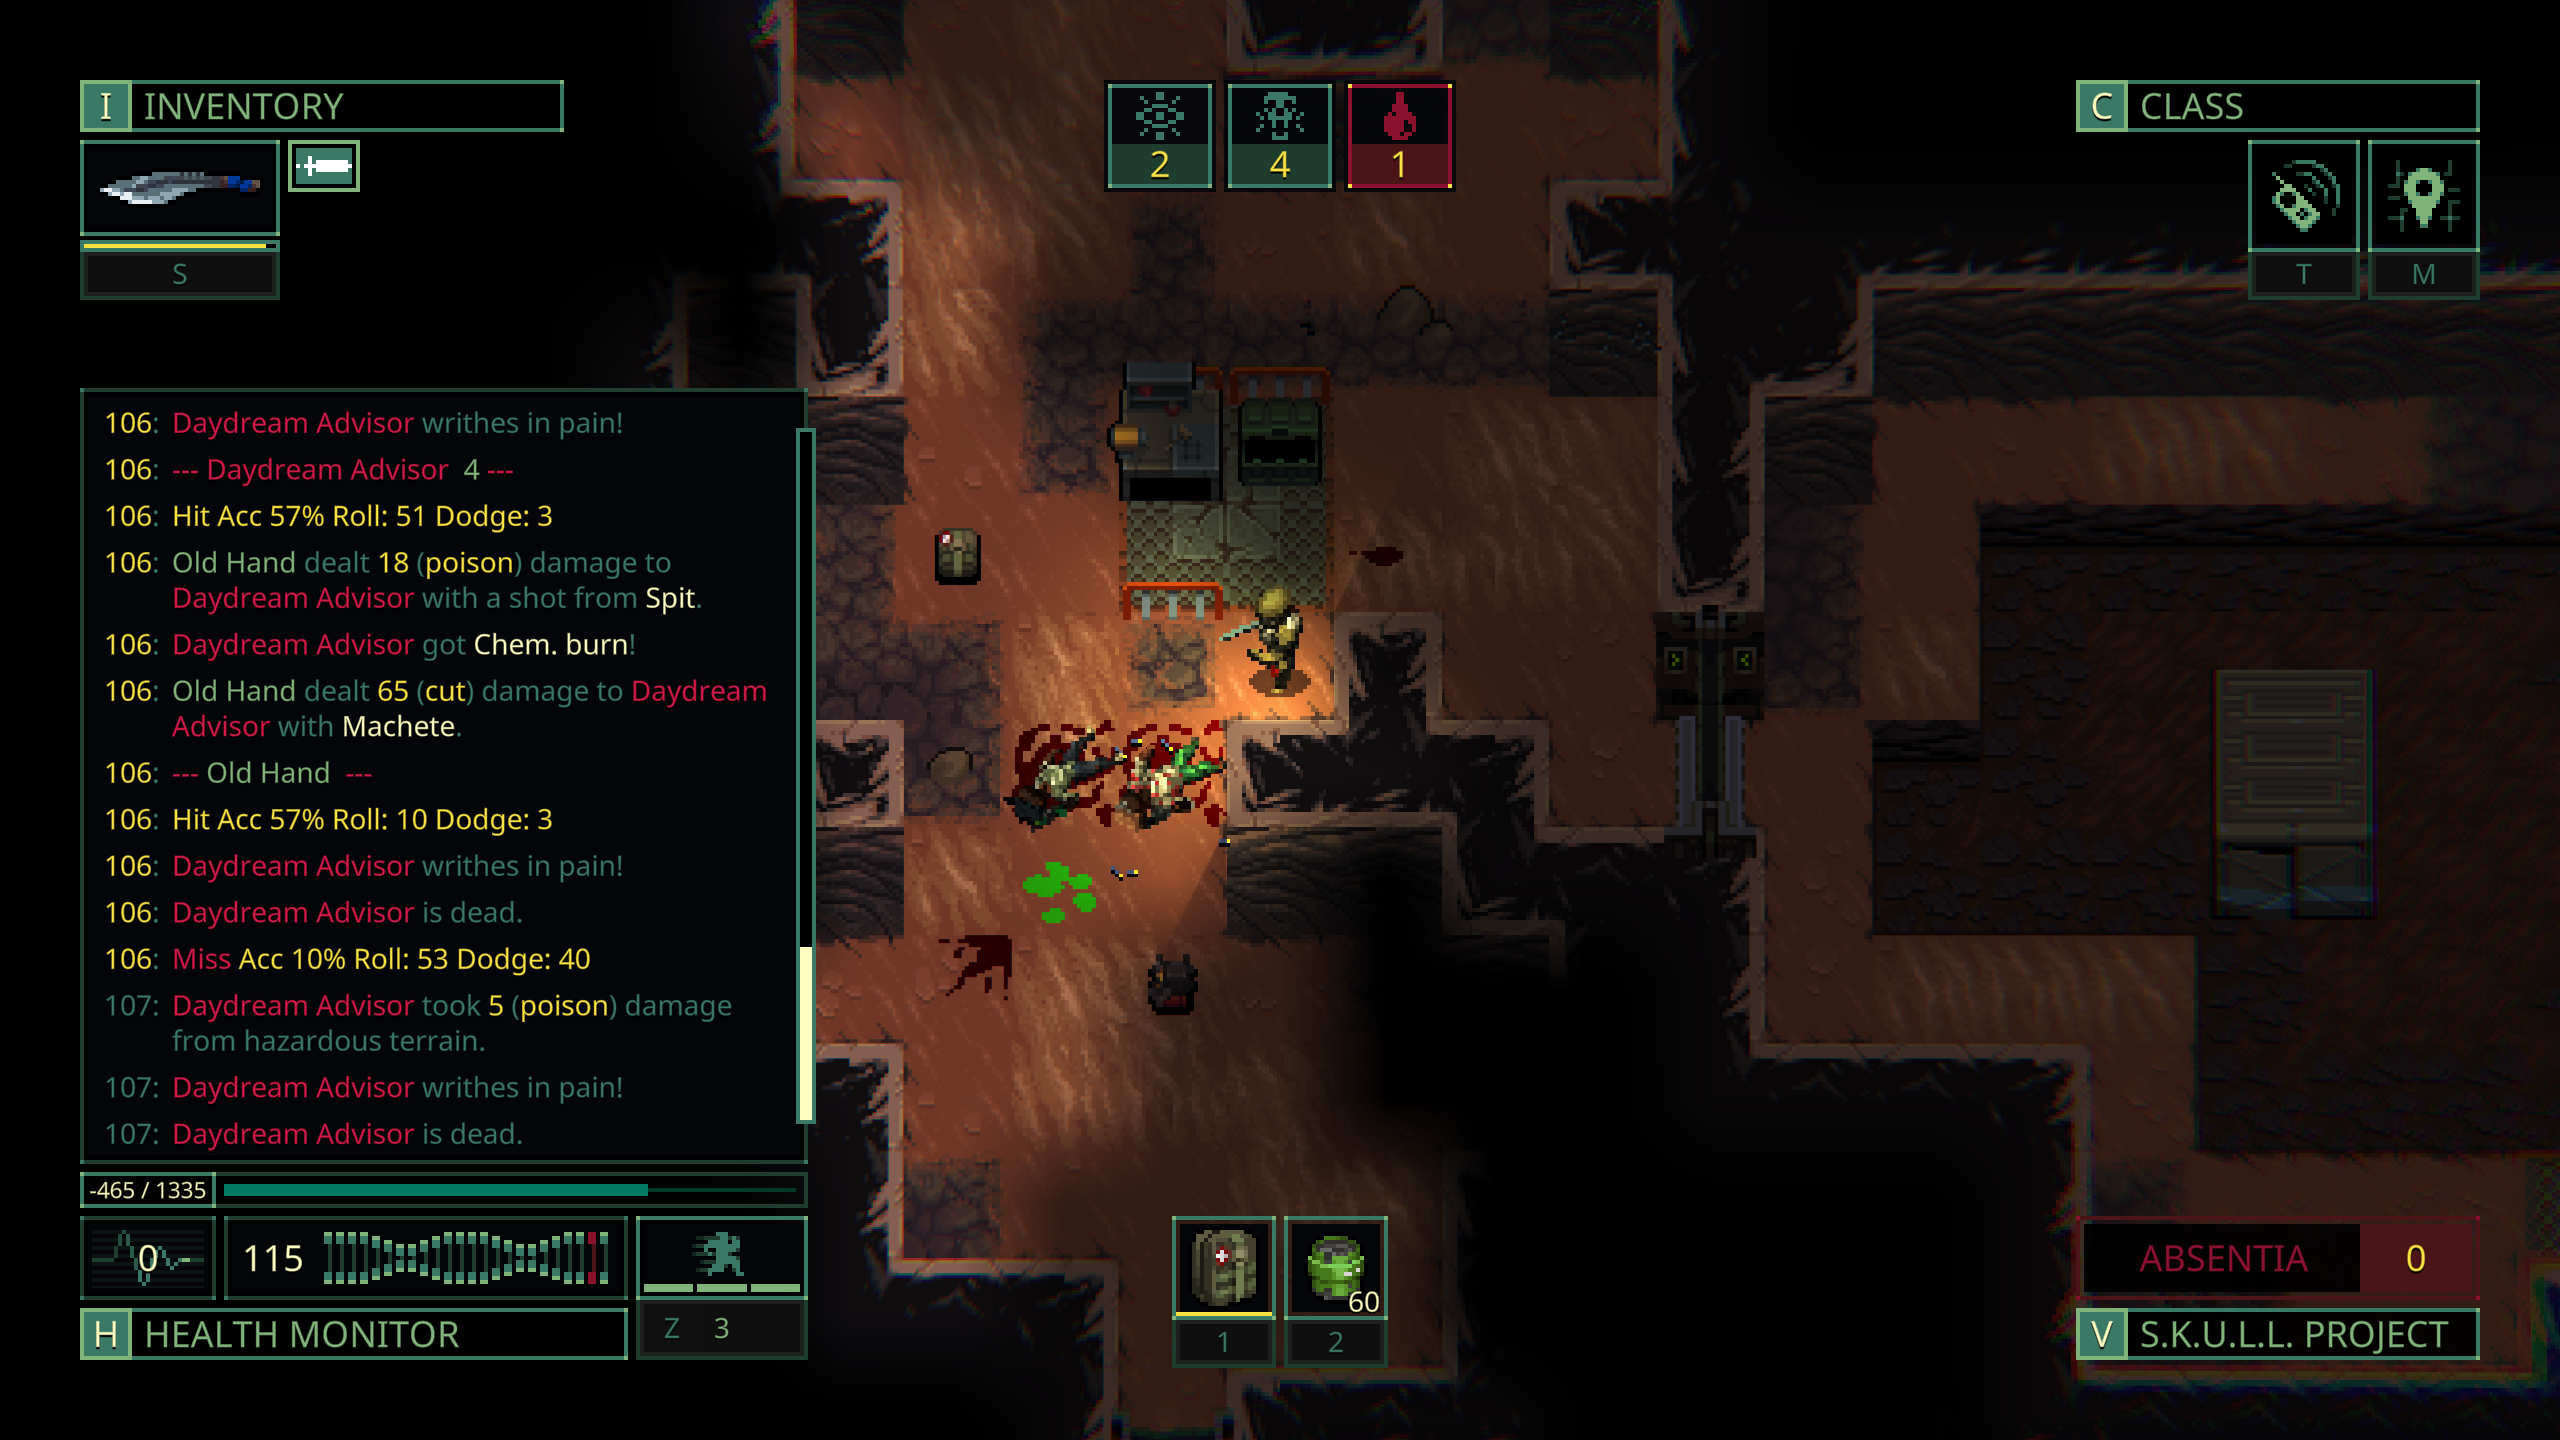 I INVENTORY
S
2 4 1
C CLASS
T M
106: Daydream Advisor writhes in pain!
106: --- Daydream Advisor 4 ---
106: Hit Acc 57% Roll: 51 Dodge: 3
106: Old Hand dealt 18 (poison) damage to
Daydream Advisor with a shot from Spit.
106: Daydream Advisor got Chem. burn!
106: Old Hand dealt 65 (cut) damage to Daydream
Advisor with Machete.
106: --- Old Hand ---
106: Hit Acc 57% Roll: 10 Dodge: 3
106: Daydream Advisor writhes in pain!
106: Daydream Advisor is dead.
106: Miss Acc 10% Roll: 53 Dodge: 40
107: Daydream Advisor took 5 (poison) damage
from hazardous terrain.
107: Daydream Advisor writhes in pain!
107: Daydream Advisor is dead.
-465 / 1335
0 115
H HEALTH MONITOR
Z 3
60
1 2
ABSENTIA 0
V S.K.U.L.L. PROJECT